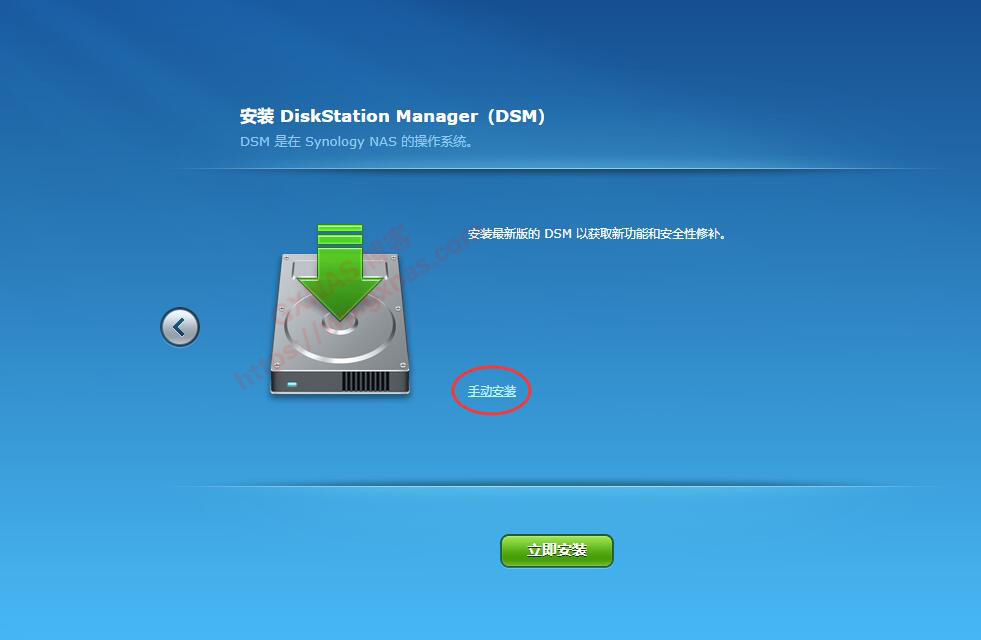 安装 DiskStation Manager（DSM）
DSM 是在 Synology NAS 的操作系统。
安装最新版的 DSM 以获取新功能和安全性修补。
手动安装
立即安装